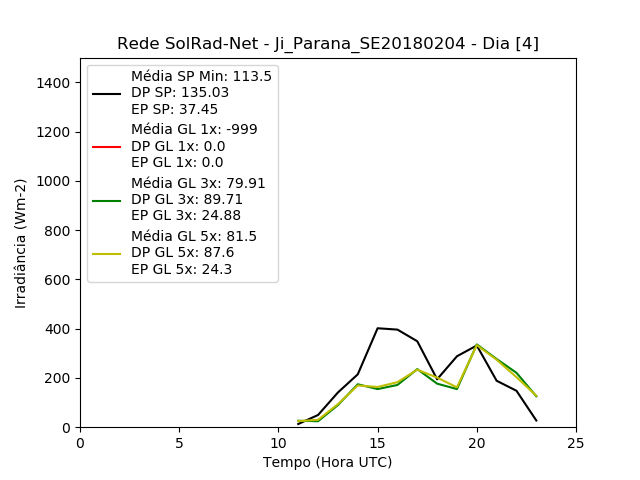 Rede SolRad-Net - Ji_Parana_SE20180204 - Dia [4]
Irradiância (Wm-2)
1400
1200
1000
800
600
400
200
0
Média SP Min: 113.5
DP SP: 135.03
EP SP: 37.45
Média GL 1x: -999
DP GL 1x: 0.0
EP GL 1x: 0.0
Média GL 3x: 79.91
DP GL 3x: 89.71
EP GL 3x: 24.88
Média GL 5x: 81.5
DP GL 5x: 87.6
EP GL 5x: 24.3
0 5 10 15 20 25
Tempo (Hora UTC)